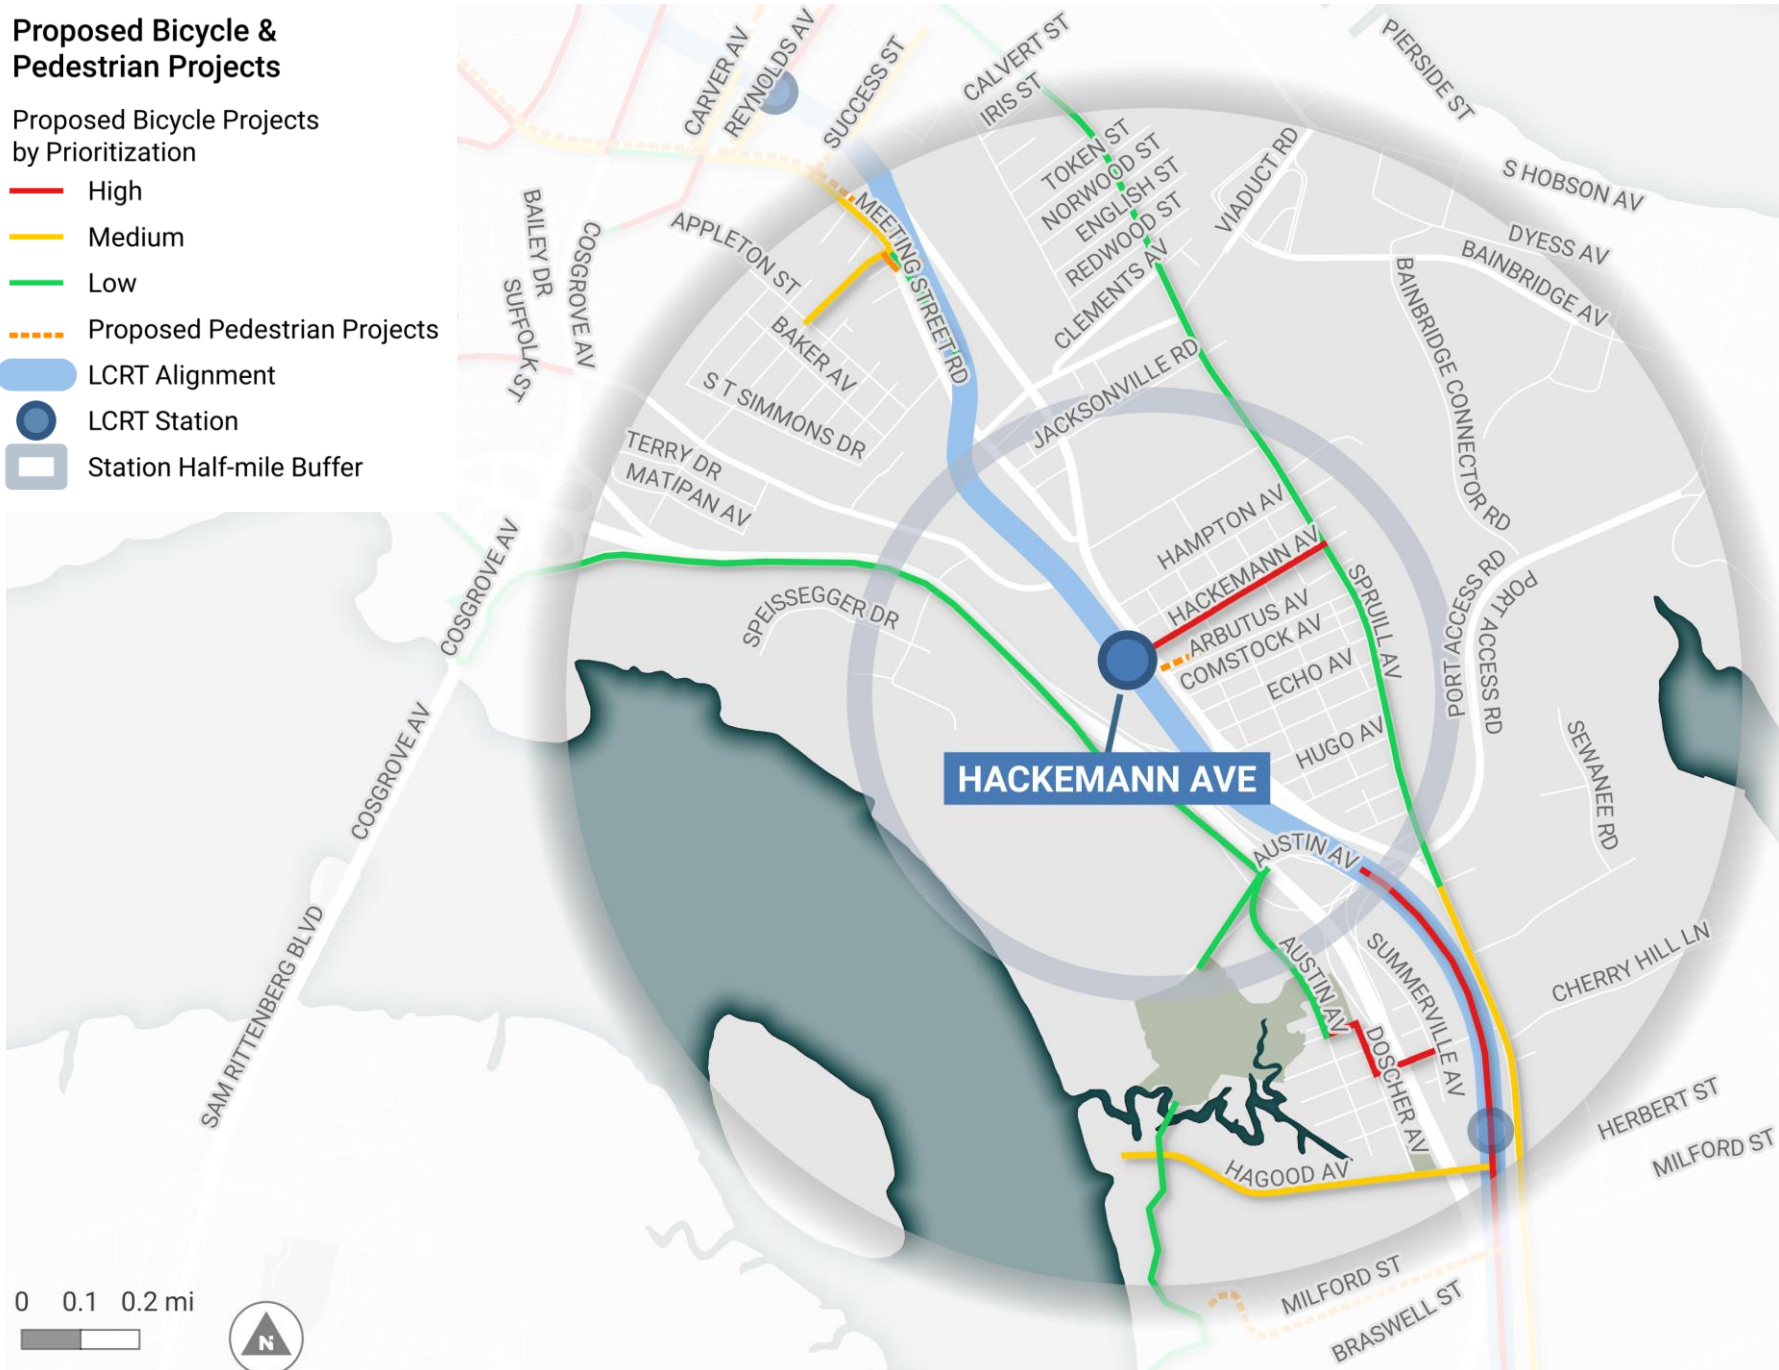 Proposed Bicycle &
Pedestrian Projects
Proposed Bicycle Projects
by Prioritization
High
Medium
Low
Proposed Pedestrian Projects
LCRT Alignment
LCRT Station
Station Half-mile Buffer
CARVER AV
REYNOLDS AV
SUCCESS ST
CALVERT ST
IRIS ST
PIERSIDE ST
TOKEN ST
NORWOOD ST
ENGLISH ST
REDWOOD ST
CLEMENTS AV
VIADUCT RD
S HOBSON AV
DYESS AV
BAINBRIDGE AV
BAINBRIDGE CONNECTOR RD
BAILEY DR
SUFFOLK ST
COSGROVE AV
APPLETON ST
MEETING STREET RD
BAKER AV
S T SIMMONS DR
JACKSONVILLE RD
TERRY DR
MATIPAN AV
HAMPTON AV
HACKEMANN AV
ARBUTUS AV
COMSTOCK AV
ECHO AV
HUGO AV
SPRUILL AV
PORT ACCESS RD
PORT ACCESS RD
SPEISSEGGER DR
COSGROVE AV
COSGROVE AV
SEWANEE RD
HACKEMANN AVE
AUSTIN AV
AUSTIN AV
SUMMERVILLE AV
DOSCHER AV
CHERRY HILL LN
SAM RITTENBERG BLVD
HERBERT ST
MILFORD ST
HAGOOD AV
MILFORD ST
BRASWELL ST
0 0.1 0.2 mi
N